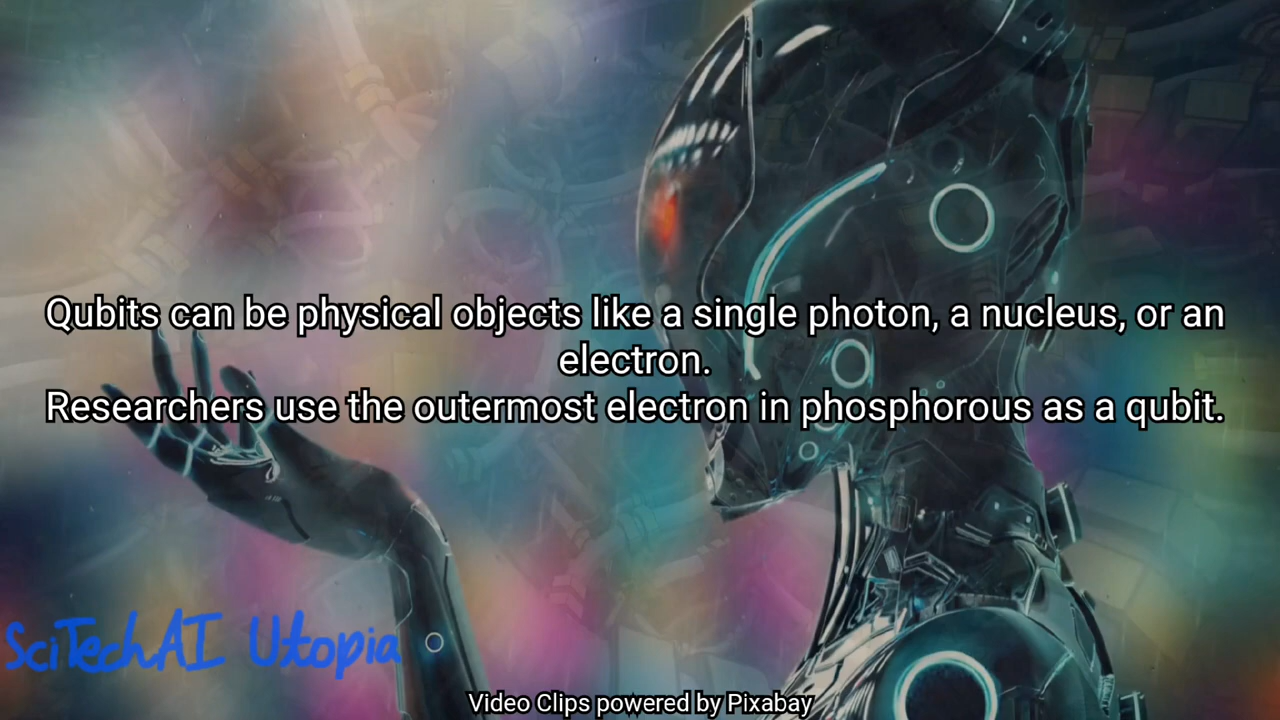 Qubits can be physical objects like a single photon, a nucleus, or an
electron.
Researchers use the outermost electron in phosphorous as a qubit.
SciTechAI Utopia
Video Clips powered by Pixabay